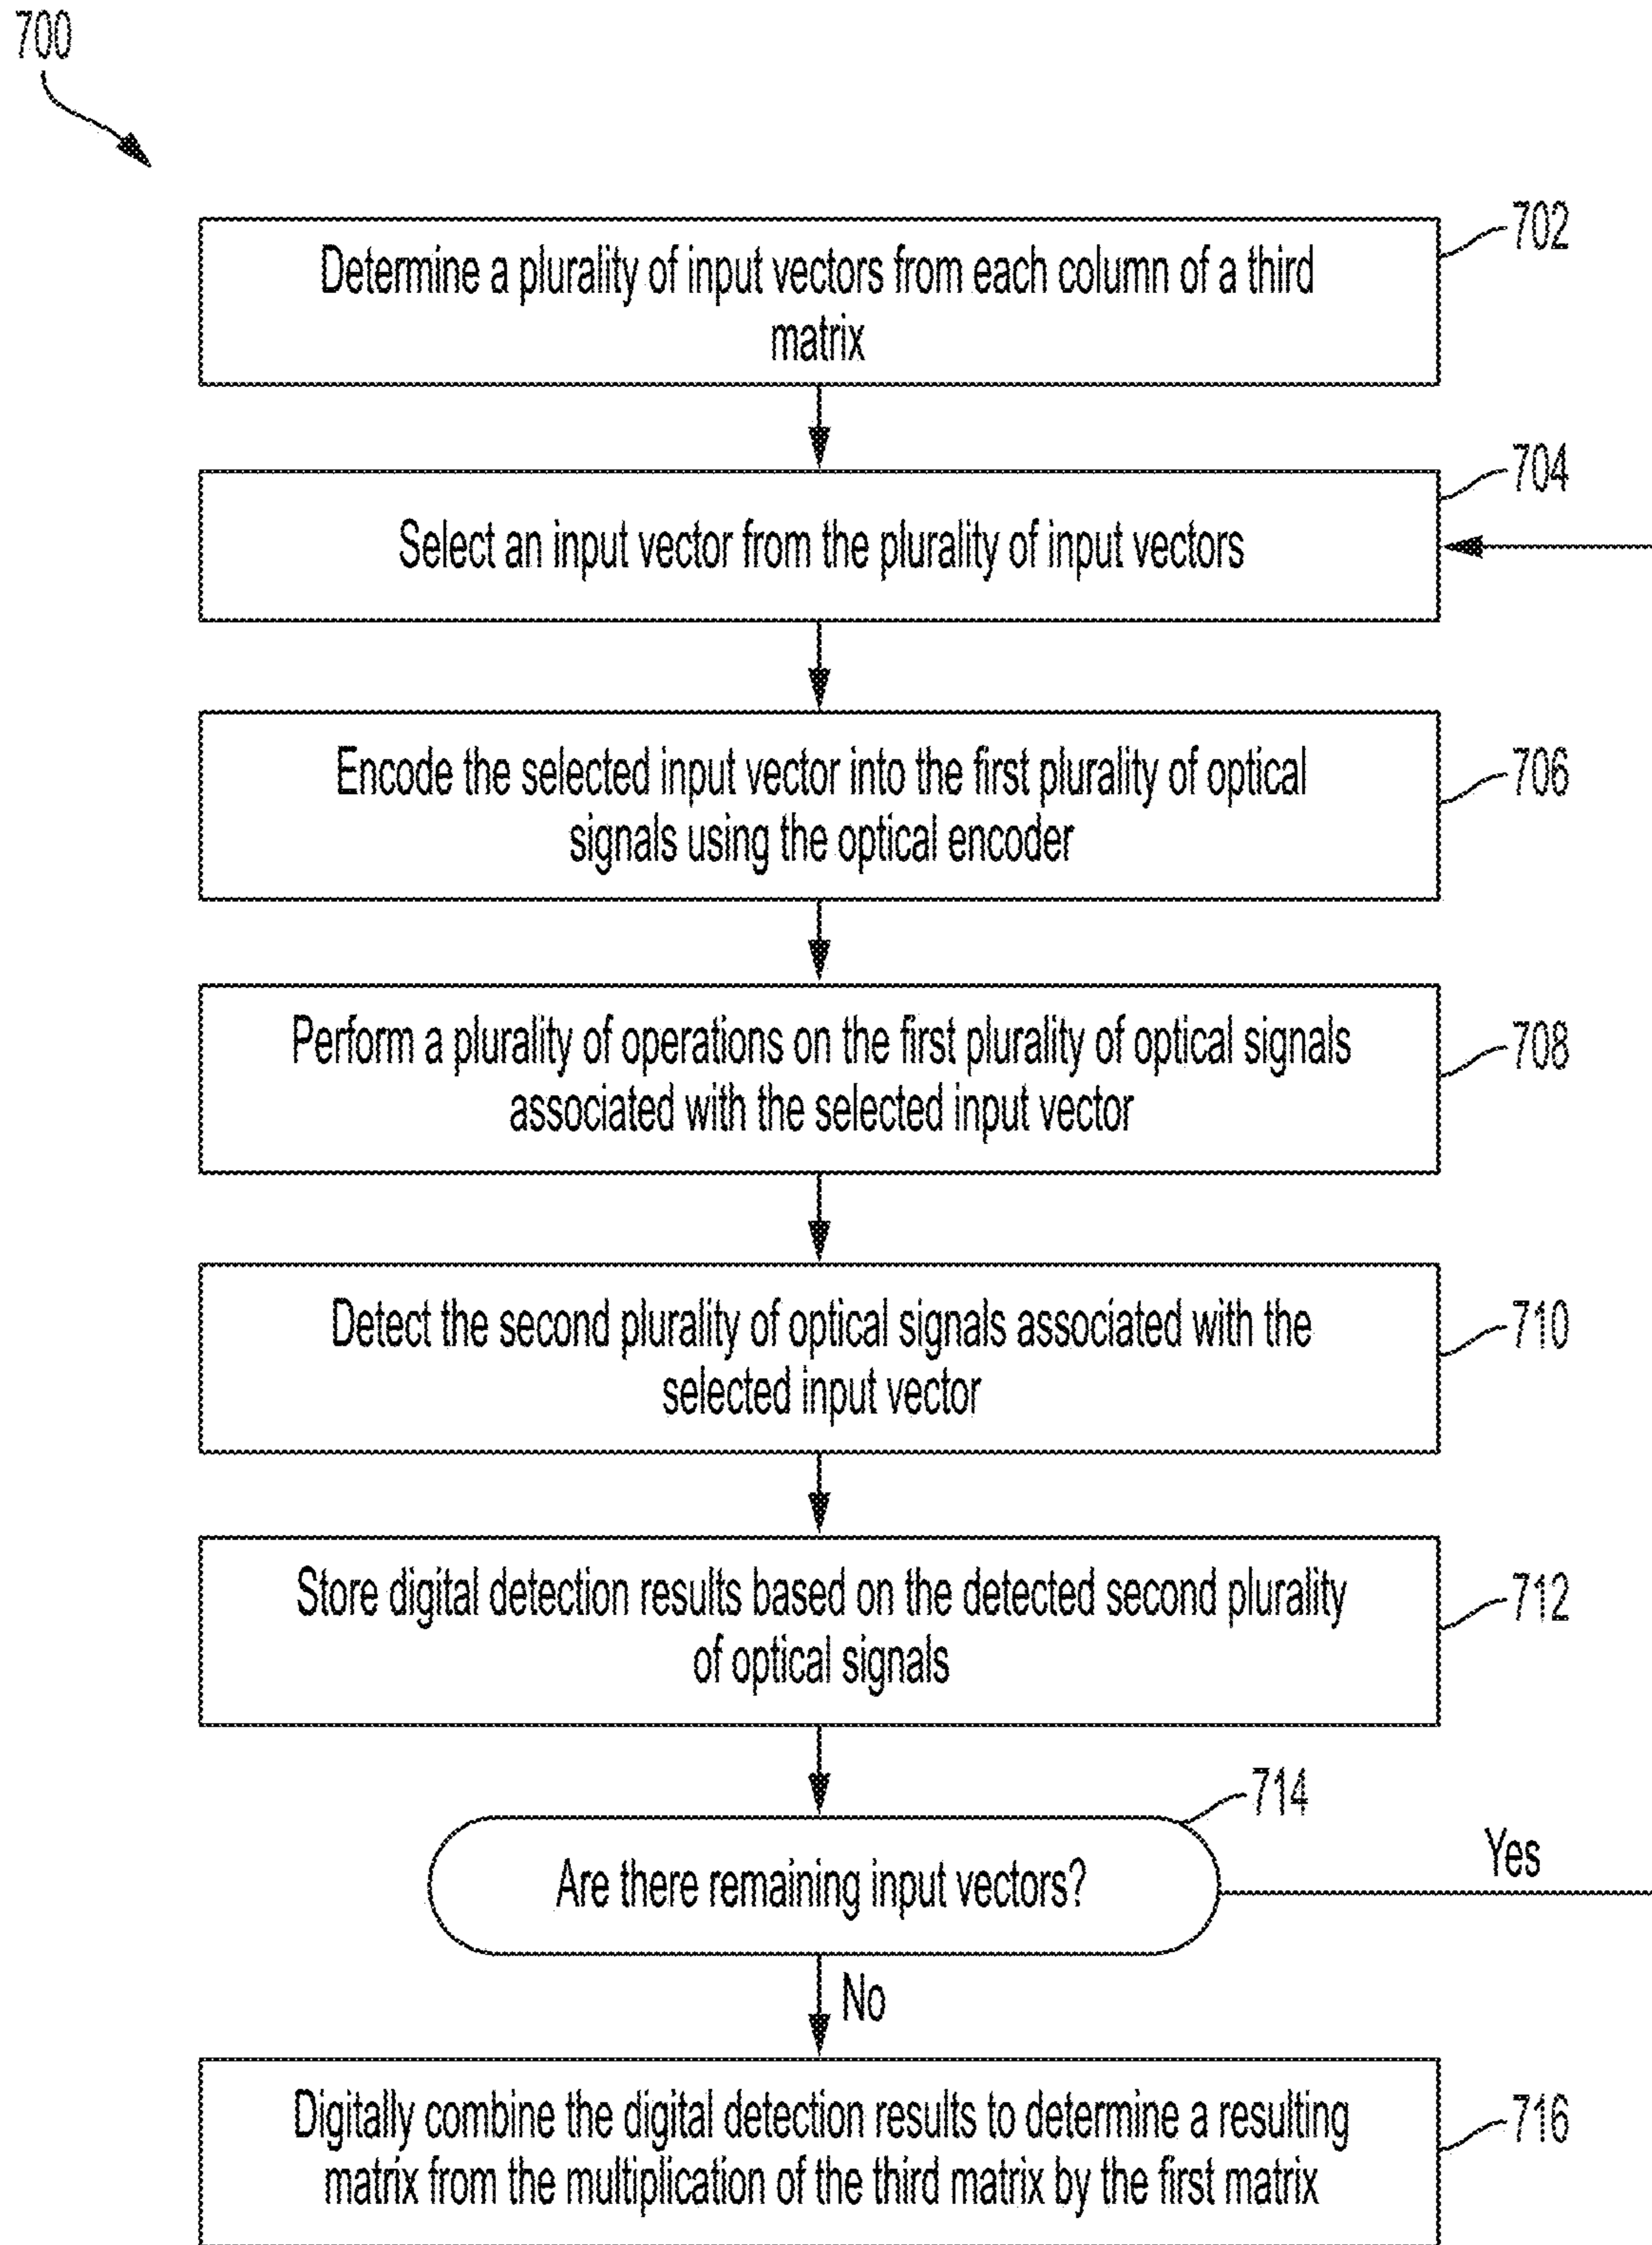 700
702
Determine a plurality of input vectors from each column of a third
matrix
704
Select an input vector from the plurality of input vectors
706
Encode the selected input vector into the first plurality of optical
signals using the optical encoder
708
Perform a plurality of operations on the first plurality of optical signals
associated with the selected input vector
710
Detect the second plurality of optical signals associated with the
selected input vector
712
Store digital detection results based on the detected second plurality
of optical signals
714
Are there remaining input vectors?
Yes
No
716
Digitally combine the digital detection results to determine a resulting
matrix from the multiplication of the third matrix by the first matrix